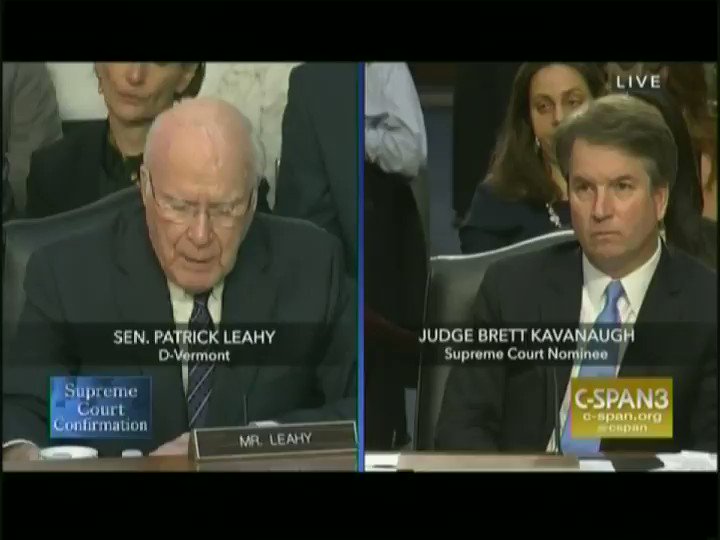 LIVE
SEN. PATRICK LEAHY
D-Vermont
JUDGE BRETT KAVANAUGH
Supreme Court Nominee
Supreme
Court
Confirmation
MR. LEAHY
C-SPAN3
c-span.org
@cspan